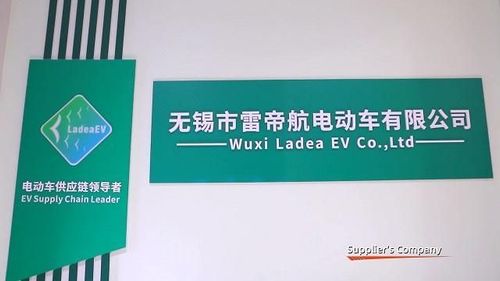 LadeaEV
电动车供应链领导者
EV Supply Chain Leader
无锡市雷帝航电动车有限公司
Wuxi Ladea EV Co.,Ltd
Supplier's Company